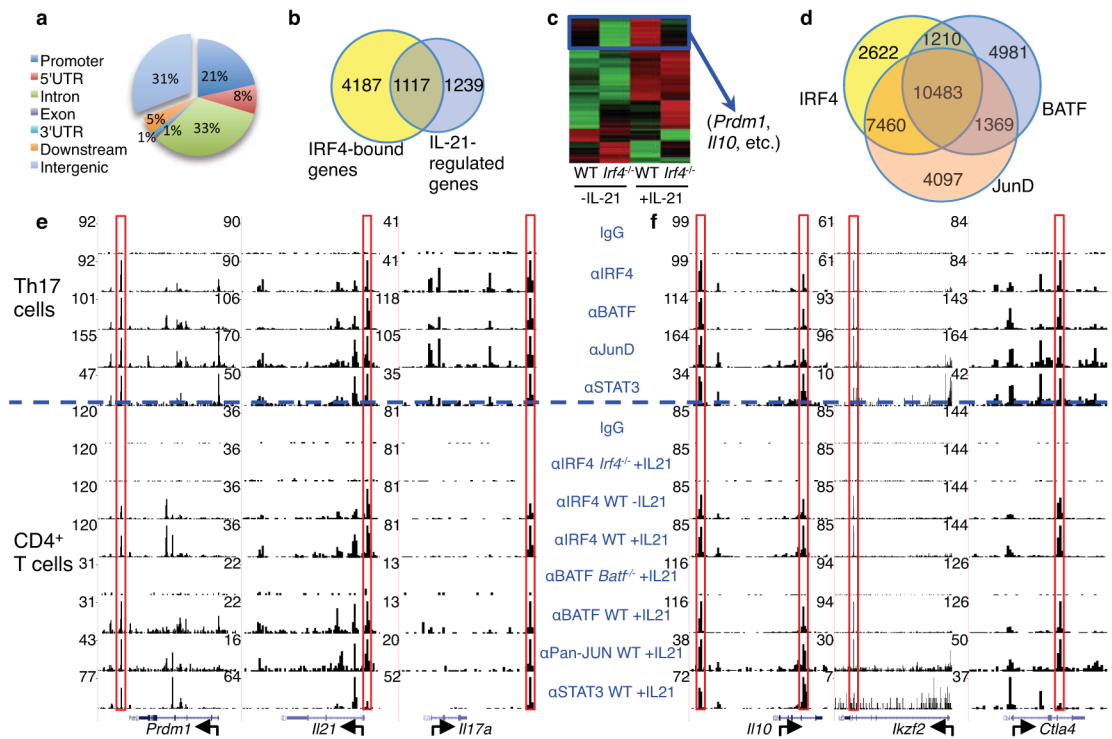 a
Promoter
5'UTR
Intron
Exon
3'UTR
Downstream
Intergenic
31%
21%
8%
5%
1%
1%
33%
b
4187
1117
1239
IRF4-bound
genes
IL-21-
regulated
genes
c
WT Irf4-/- WT Irf4-/-
-IL-21 +IL-21
(Prdm1,
Il10, etc.)
d
2622
1210
4981
10483
IRF4
BATF
7460
1369
4097
JunD
e
f
Th17
cells
CD4+
T cells
92 90 41 IgG 99 61 84
92 90 41 αIRF4 99 61 84
101 106 118 αBATF 114 93 143
155 170 105 αJunD 164 96 164
47 50 35 αSTAT3 34 10 42
120 36 81 IgG 85 85 144
120 36 81 αIRF4 Irf4-/- +IL21 85 85 144
120 36 81 αIRF4 WT -IL21 85 85 144
120 36 81 αIRF4 WT +IL21 85 85 144
31 22 13 αBATF Batf-/- +IL21 116 94 126
31 22 13 αBATF WT +IL21 116 94 126
43 16 20 αPan-JUN WT +IL21 38 30 50
77 64 52 αSTAT3 WT +IL21 72 7 37
Prdm1 Il21 Il17a Il10 Ikzf2 Ctla4